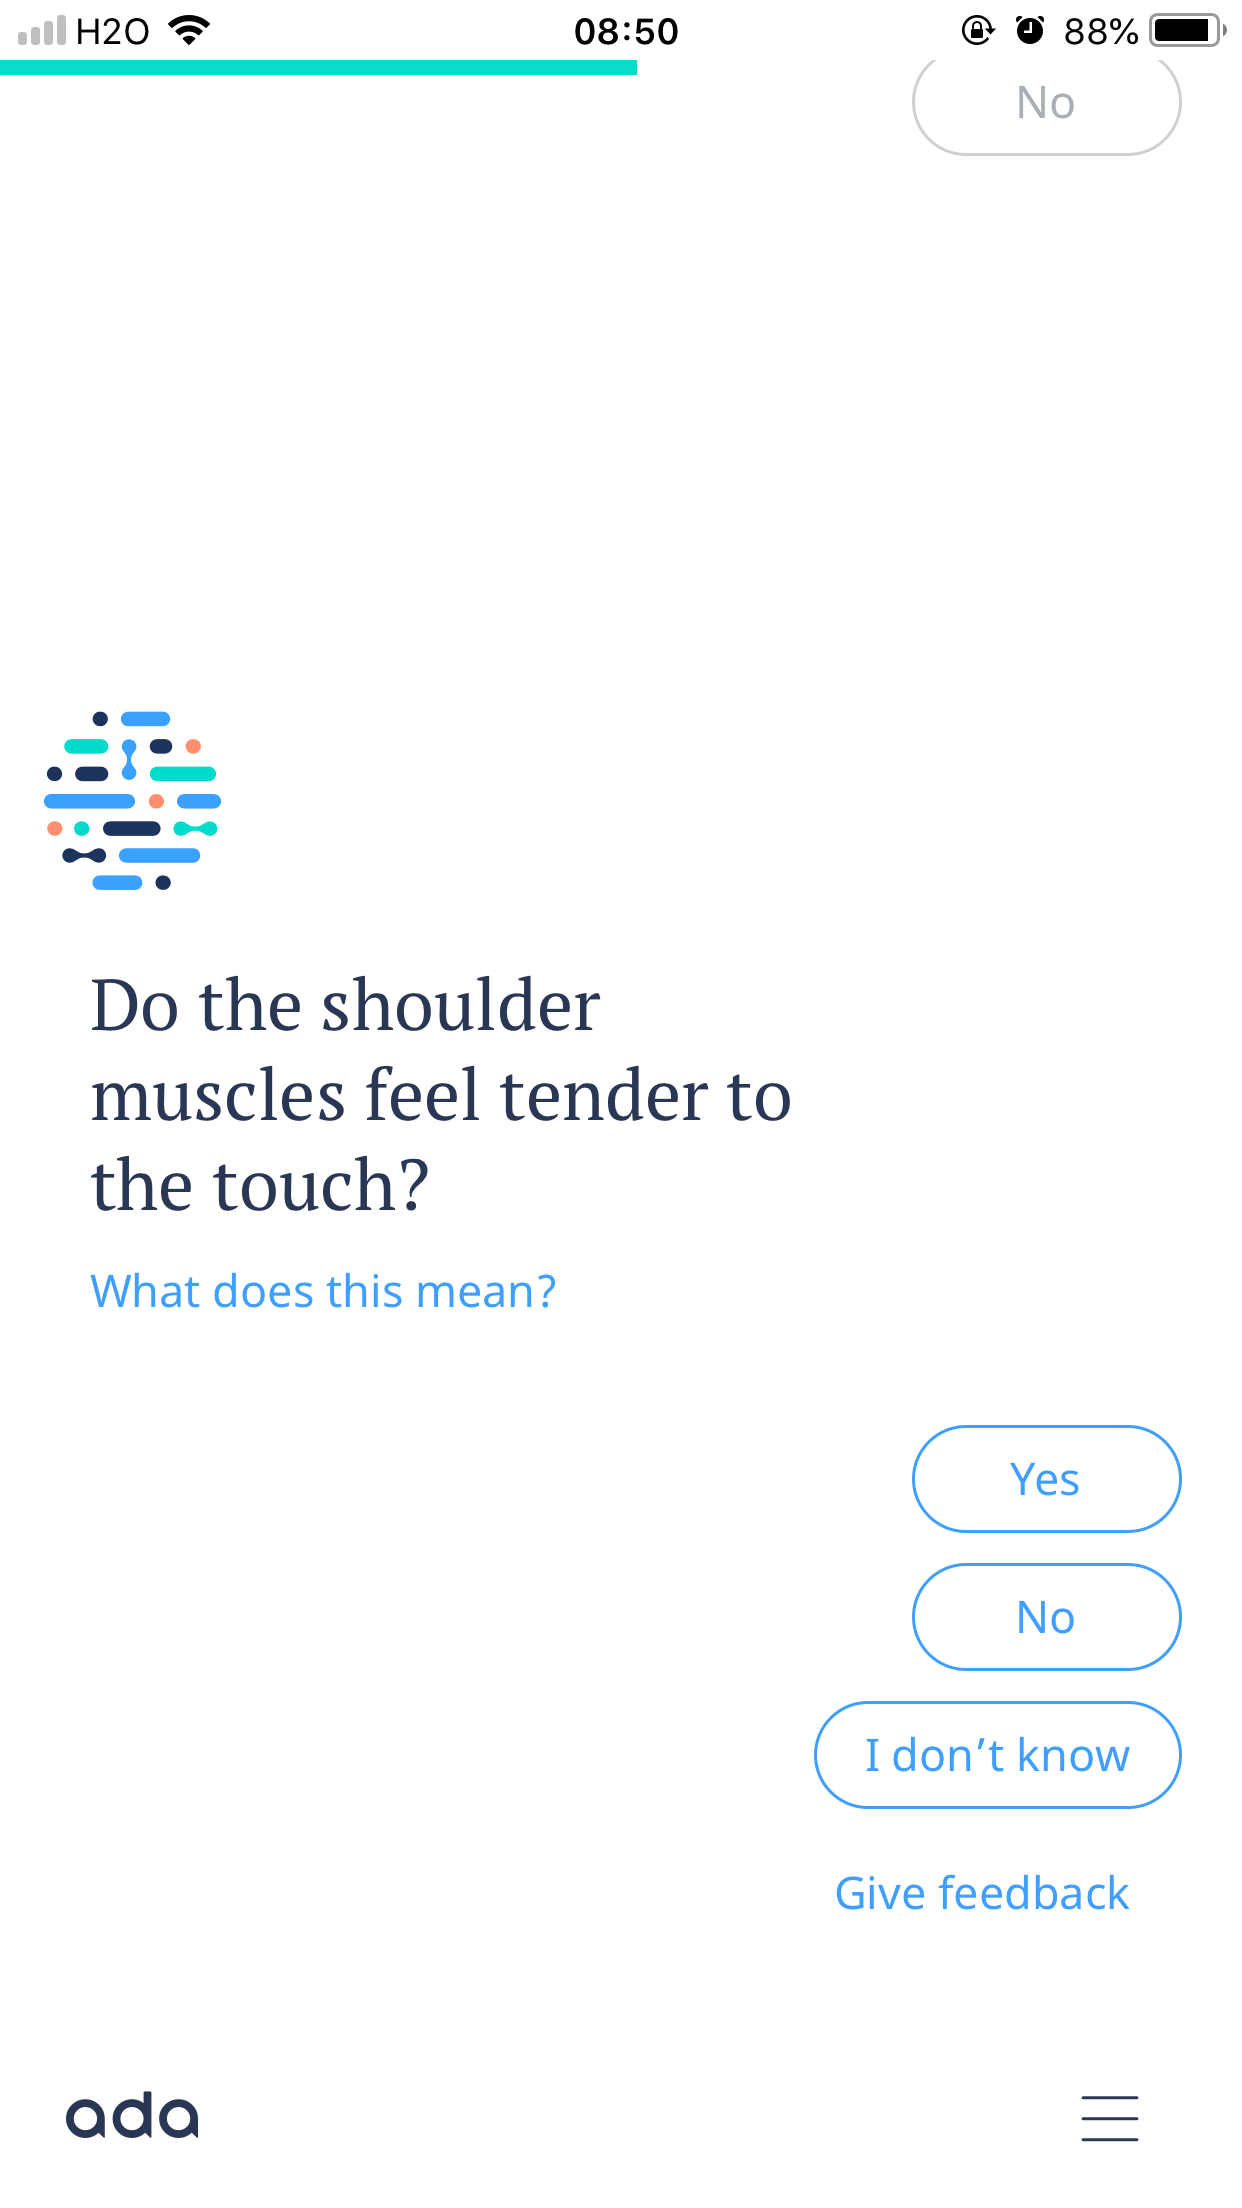 H2O 08:50 88%
No
Do the shoulder
muscles feel tender to
the touch?
What does this mean?
Yes
No
I don’t know
Give feedback
ada